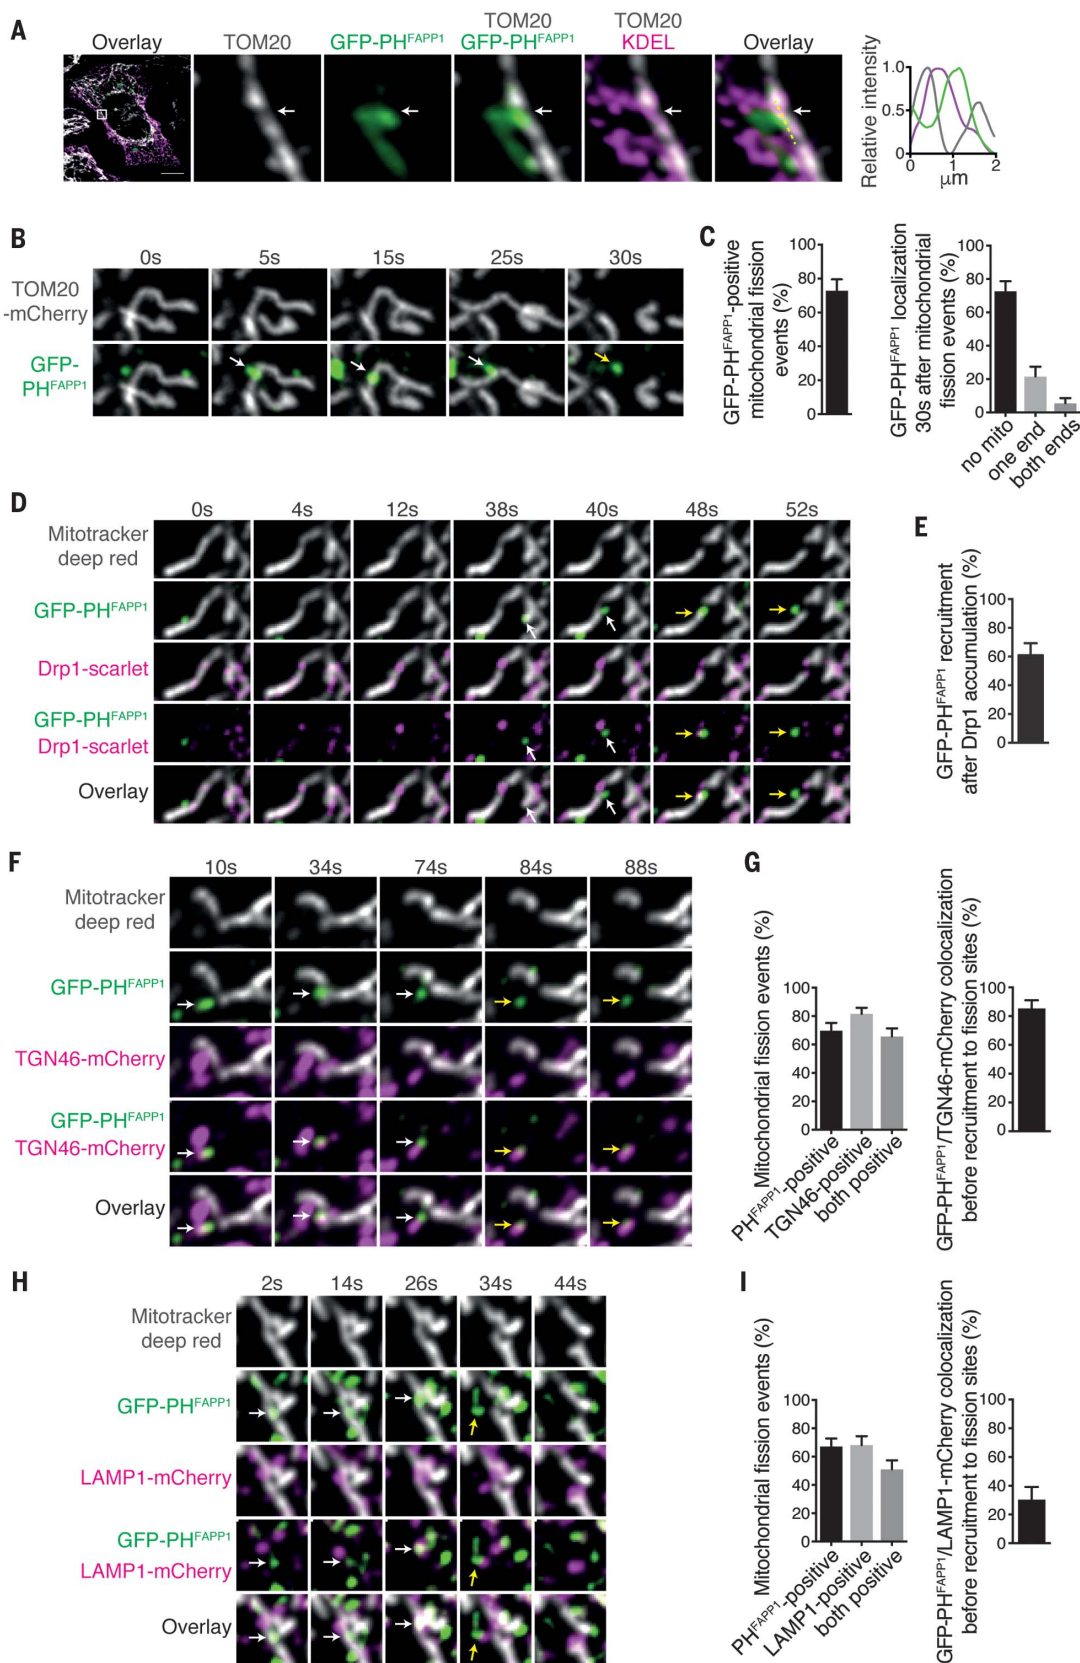 A
Overlay
TOM20
GFP-PHFAPP1
TOM20
GFP-PHFAPP1
TOM20
KDEL
Overlay
Relative intensity
1.0
0.5
0
0
1
2
μm
B
0s
5s
15s
25s
30s
TOM20
-mCherry
GFP-
PHFAPP1
C
GFP-PHFAPP1-positive
mitochondrial fission
events (%)
100
80
60
40
20
0
GFP-PHFAPP1 localization
30s after mitochondrial
fission events (%)
100
80
60
40
20
0
no mito
one end
both ends
D
0s
4s
12s
38s
40s
48s
52s
Mitotracker
deep red
GFP-PHFAPP1
Drp1-scarlet
GFP-PHFAPP1
Drp1-scarlet
Overlay
E
GFP-PHFAPP1 recruitment
after Drp1 accumulation (%)
100
80
60
40
20
0
F
10s
34s
74s
84s
88s
Mitotracker
deep red
GFP-PHFAPP1
TGN46-mCherry
GFP-PHFAPP1
TGN46-mCherry
Overlay
G
Mitochondrial fission events (%)
100
80
60
40
20
0
PHFAPP1-positive
TGN46-positive
both positive
GFP-PHFAPP1/TGN46-mCherry colocalization
before recruitment to fission sites (%)
100
80
60
40
20
0
H
2s
14s
26s
34s
44s
Mitotracker
deep red
GFP-PHFAPP1
LAMP1-mCherry
GFP-PHFAPP1
LAMP1-mCherry
Overlay
I
Mitochondrial fission events (%)
100
80
60
40
20
0
PHFAPP1-positive
LAMP1-positive
both positive
GFP-PHFAPP1/LAMP1-mCherry colocalization
before recruitment to fission sites (%)
100
80
60
40
20
0